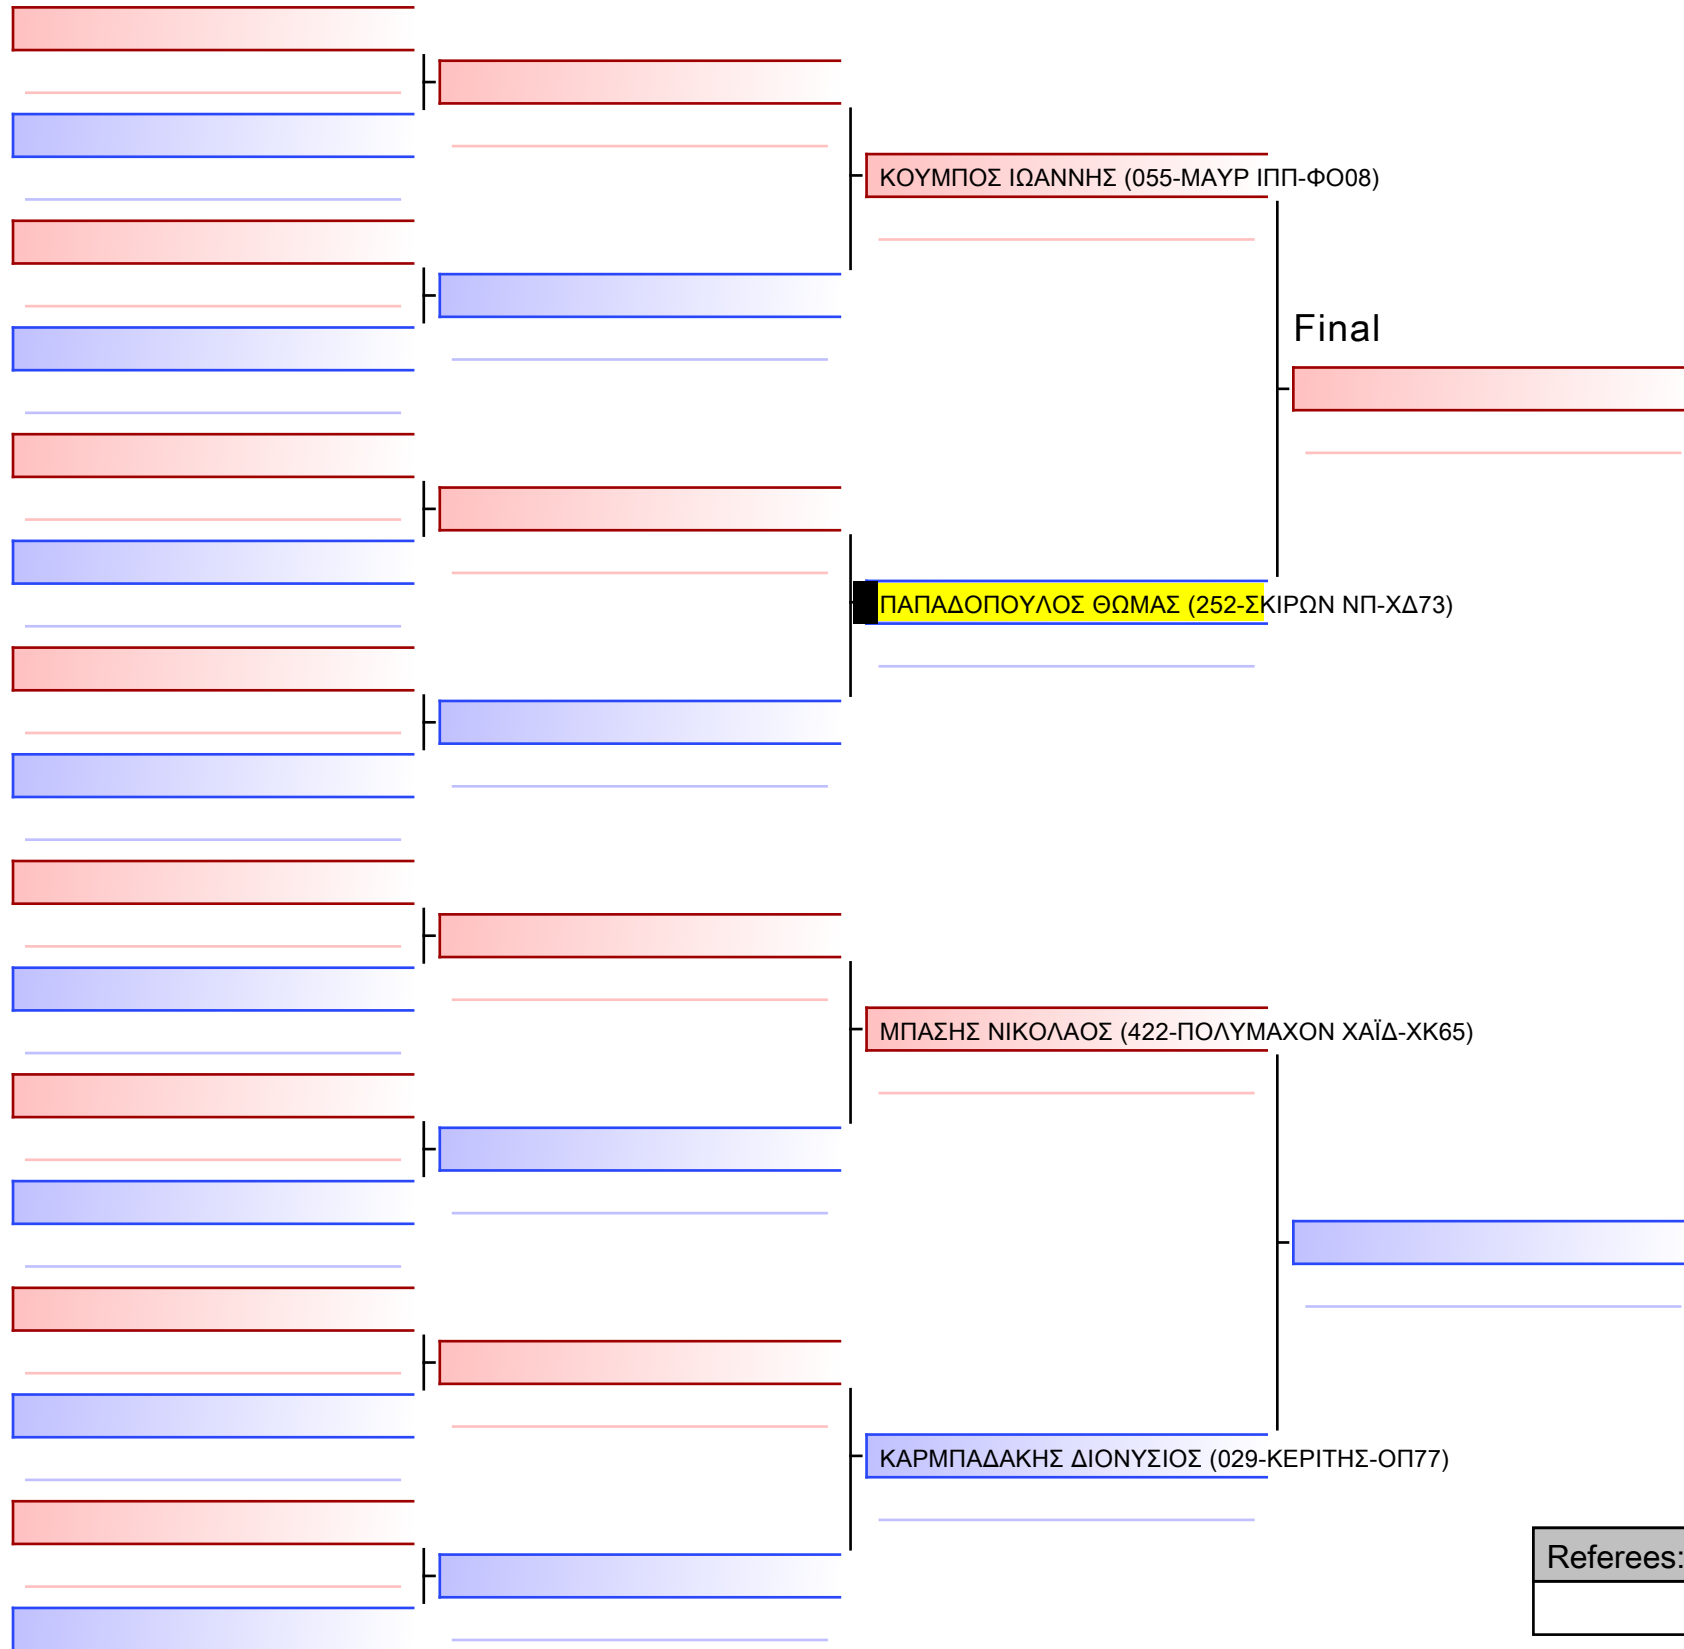 ΚΟΥΜΠΟΣ ΙΩΑΝΝΗΣ (055-ΜΑΥΡ ΙΠΠ-ΦΟ08)
Final
ΠΑΠΑΔΟΠΟΥΛΟΣ ΘΩΜΑΣ (252-ΣΚΙΡΩΝ ΝΠ-ΧΔ73)
ΜΠΑΣΗΣ ΝΙΚΟΛΑΟΣ (422-ΠΟΛΥΜΑΧΟΝ ΧΑΪΔ-ΧΚ65)
ΚΑΡΜΠΑΔΑΚΗΣ ΔΙΟΝΥΣΙΟΣ (029-ΚΕΡΙΤΗΣ-ΟΠ77)
Referees: